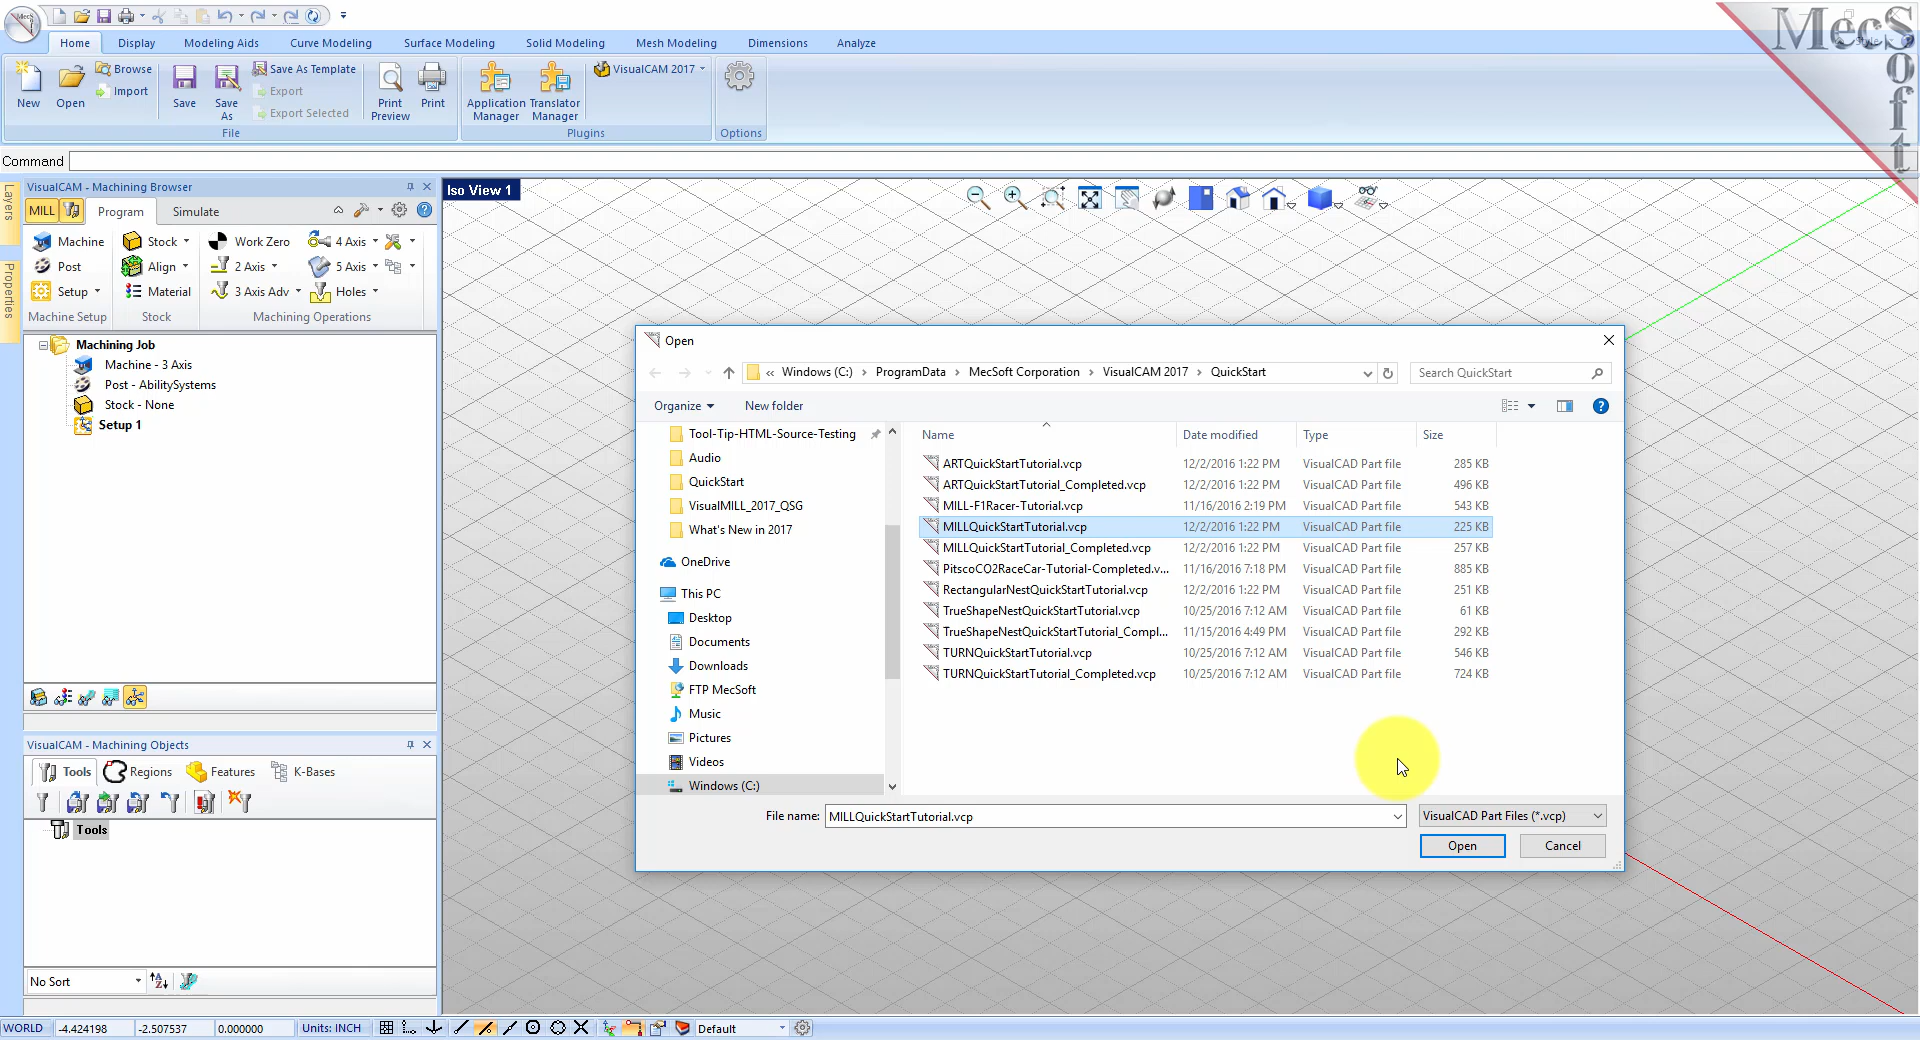 MecSoft
Home Display Modeling Aids Curve Modeling Surface Modeling Solid Modeling Mesh Modeling Dimensions Analyze
New Open Browse Import Save Save As Save As Template Export Export Selected Print Preview Print Application Manager Translator Manager VisualCAM 2017
File Plugins Options
Command
Layers
Properties
VisualCAM - Machining Browser
MILL Program Simulate
Machine Stock Work Zero 4 Axis
Post Align 2 Axis 5 Axis
Setup Material 3 Axis Adv Holes
Machine Setup Stock Machining Operations
Machining Job
Machine - 3 Axis
Post - AbilitySystems
Stock - None
Setup 1
VisualCAM - Machining Objects
Tools Regions Features K-Bases
Tools
No Sort
Iso View 1
Open
« Windows (C:) › ProgramData › MecSoft Corporation › VisualCAM 2017 › QuickStart
Search QuickStart
Organize New folder
Tool-Tip-HTML-Source-Testing
Audio
QuickStart
VisualMILL_2017_QSG
What's New in 2017
OneDrive
This PC
Desktop
Documents
Downloads
FTP MecSoft
Music
Pictures
Videos
Windows (C:)
Name Date modified Type Size
ARTQuickStartTutorial.vcp 12/2/2016 1:22 PM VisualCAD Part file 285 KB
ARTQuickStartTutorial_Completed.vcp 12/2/2016 1:22 PM VisualCAD Part file 496 KB
MILL-F1Racer-Tutorial.vcp 11/16/2016 2:19 PM VisualCAD Part file 543 KB
MILLQuickStartTutorial.vcp 12/2/2016 1:22 PM VisualCAD Part file 225 KB
MILLQuickStartTutorial_Completed.vcp 12/2/2016 1:22 PM VisualCAD Part file 257 KB
PitscoCO2RaceCar-Tutorial-Completed.v... 11/16/2016 7:18 PM VisualCAD Part file 885 KB
RectangularNestQuickStartTutorial.vcp 12/2/2016 1:22 PM VisualCAD Part file 251 KB
TrueShapeNestQuickStartTutorial.vcp 10/25/2016 7:12 AM VisualCAD Part file 61 KB
TrueShapeNestQuickStartTutorial_Compl... 11/15/2016 4:49 PM VisualCAD Part file 292 KB
TURNQuickStartTutorial.vcp 10/25/2016 7:12 AM VisualCAD Part file 546 KB
TURNQuickStartTutorial_Completed.vcp 10/25/2016 7:12 AM VisualCAD Part file 724 KB
File name: MILLQuickStartTutorial.vcp VisualCAD Part Files (*.vcp)
Open Cancel
WORLD -4.424198 -2.507537 0.000000 Units: INCH Default